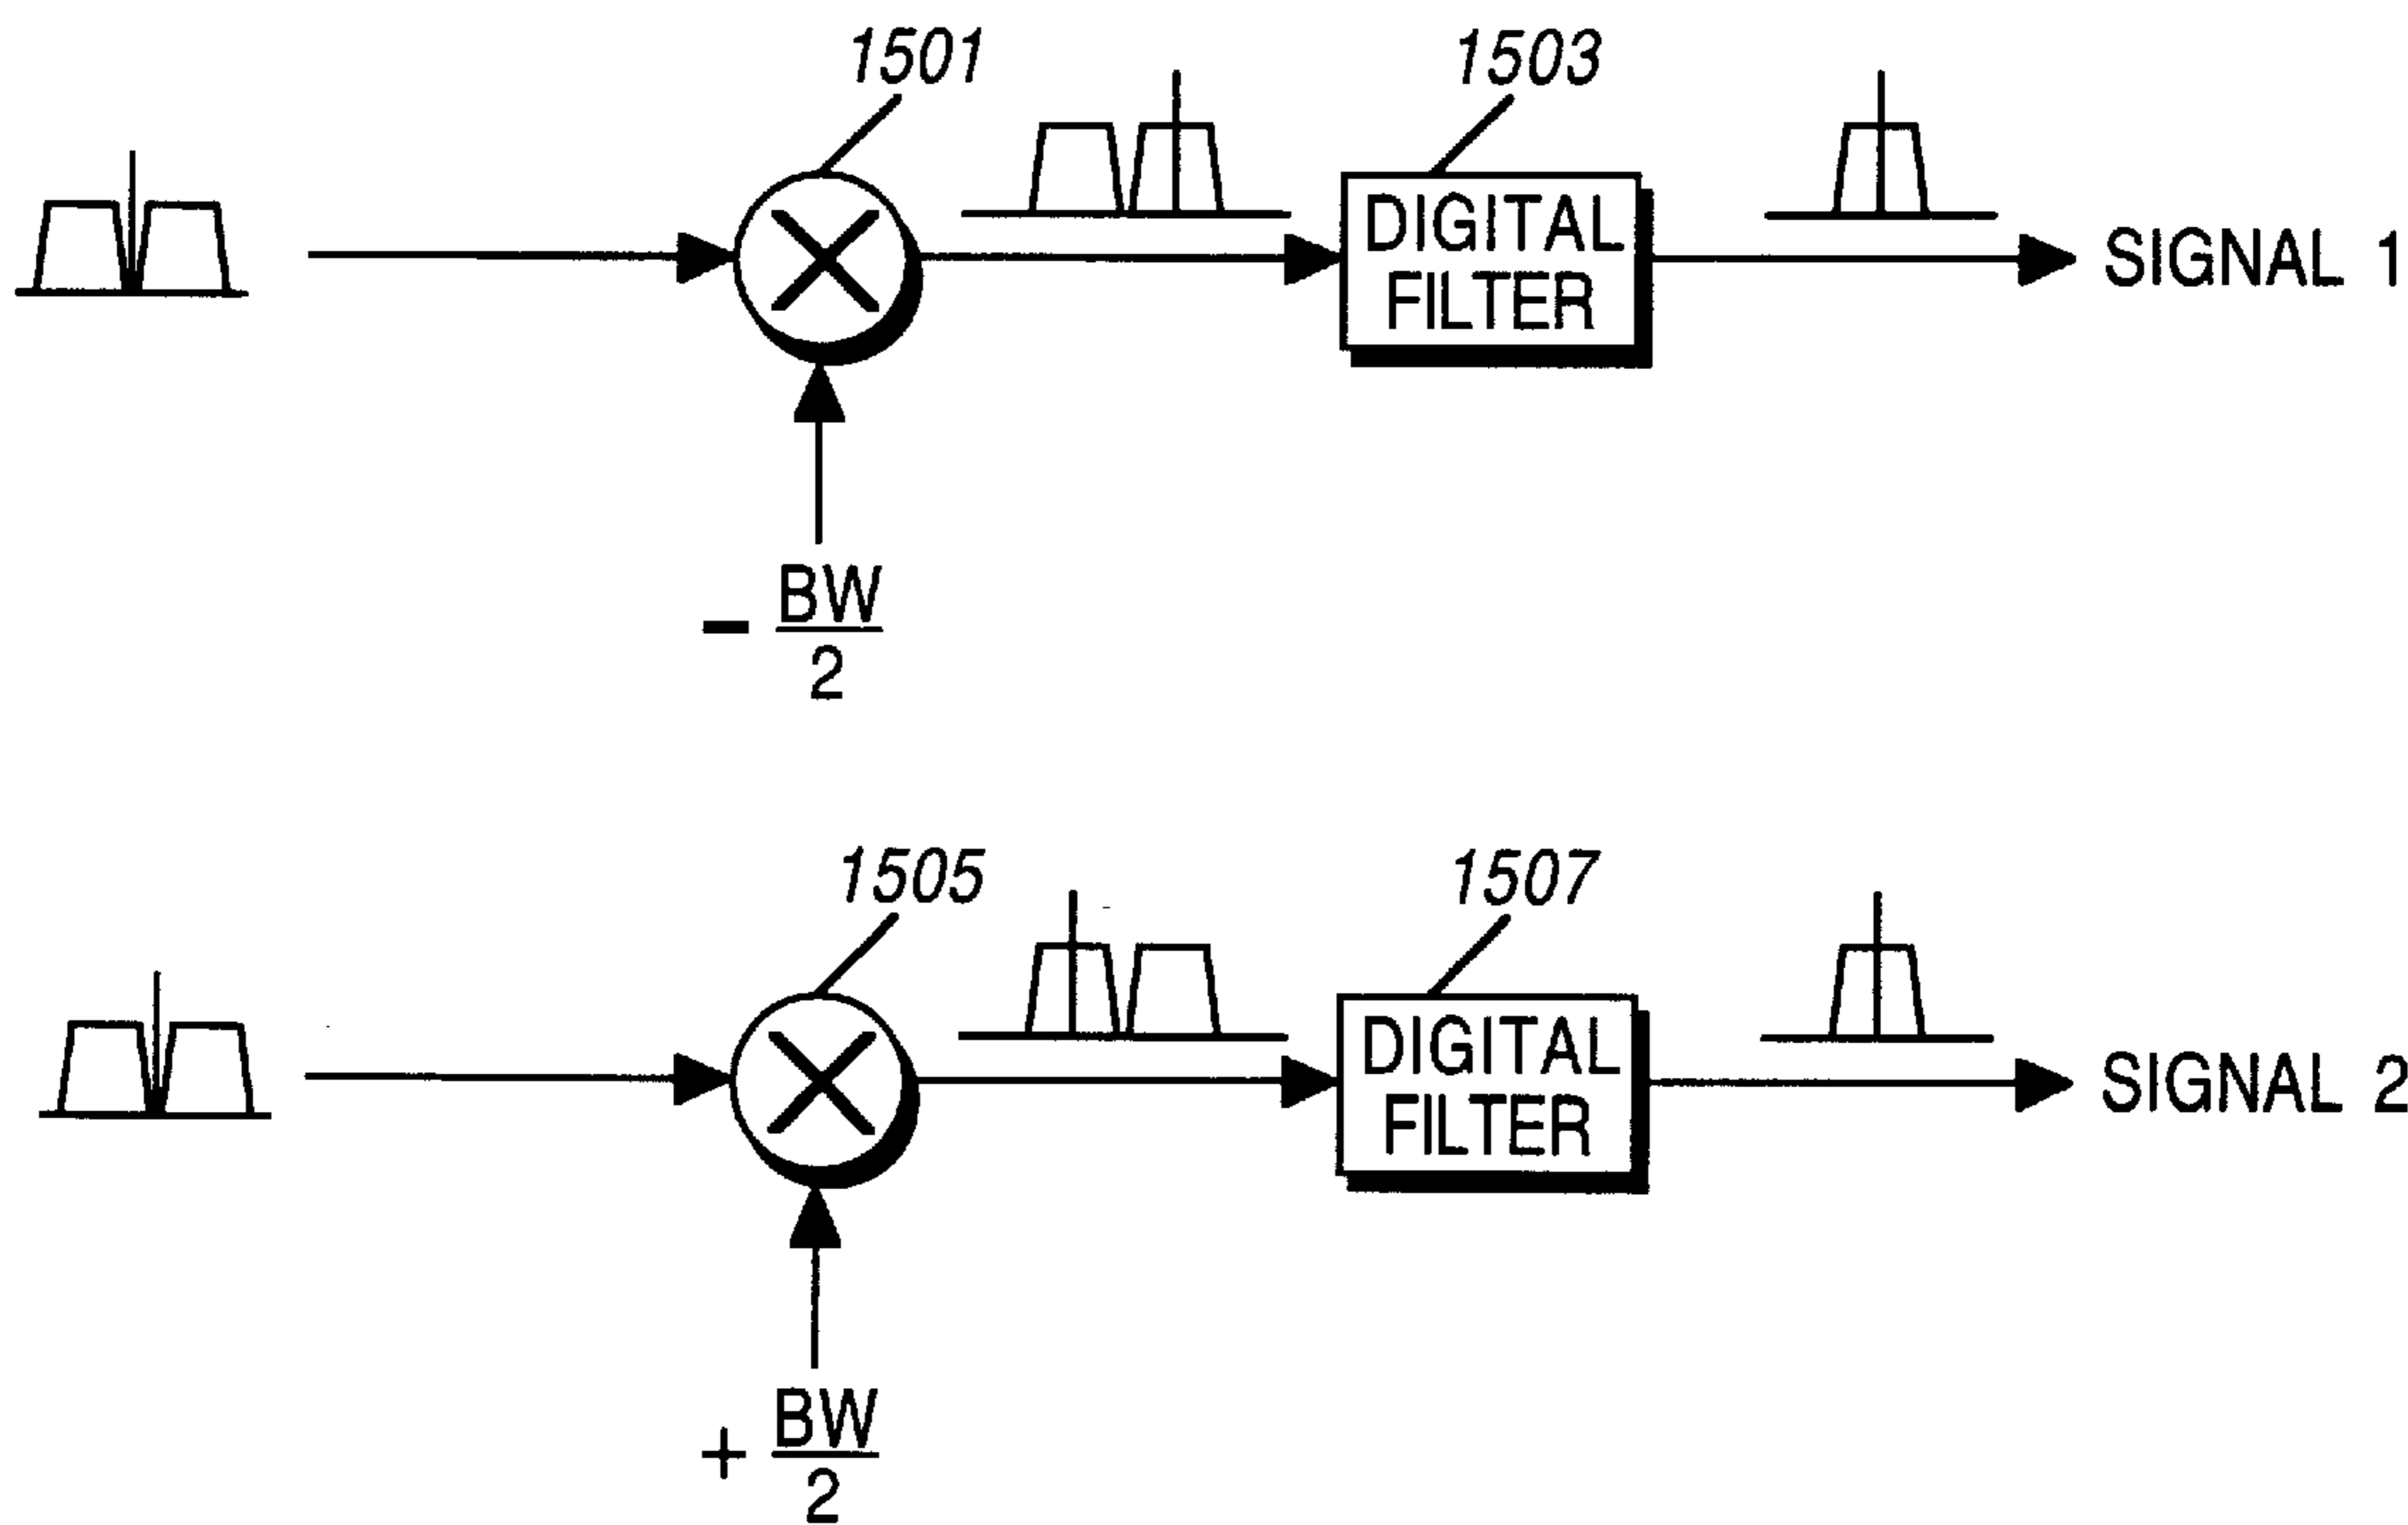 1501
1503
DIGITAL
FILTER
SIGNAL 1
- BW
2
1505
1507
DIGITAL
FILTER
SIGNAL 2
+ BW
2